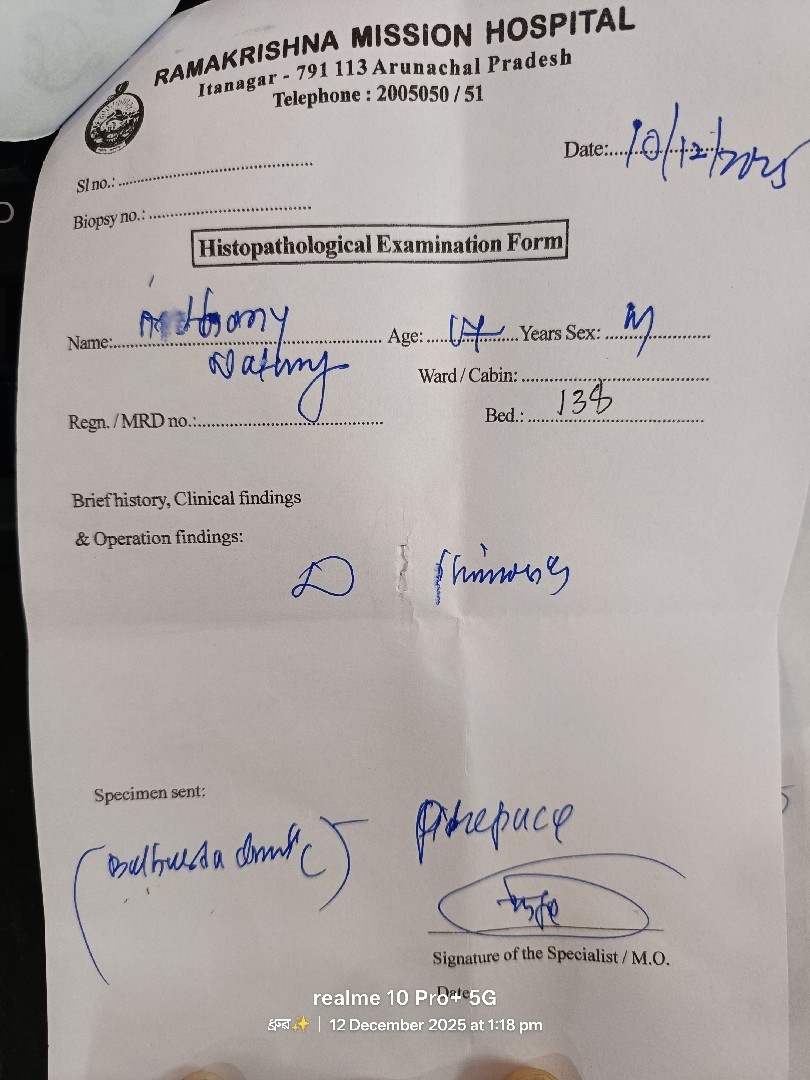 RAMAKRISHNA MISSION HOSPITAL
Itanagar - 791 113 Arunachal Pradesh
Telephone : 2005050 / 51
Date:.... 10/12/2025
Sl no.:
Biopsy no.:
Histopathological Examination Form
Name: Anthony Age: 17 Years Sex: M
Ward / Cabin:
Regn. / MRD no.: Bed.: 138
Brief history, Clinical findings
& Operation findings:
D Phimosis
Specimen sent:
Prepuce
Signature of the Specialist / M.O.
Date
realme 10 Pro+ 5G
12 December 2025 at 1:18 pm